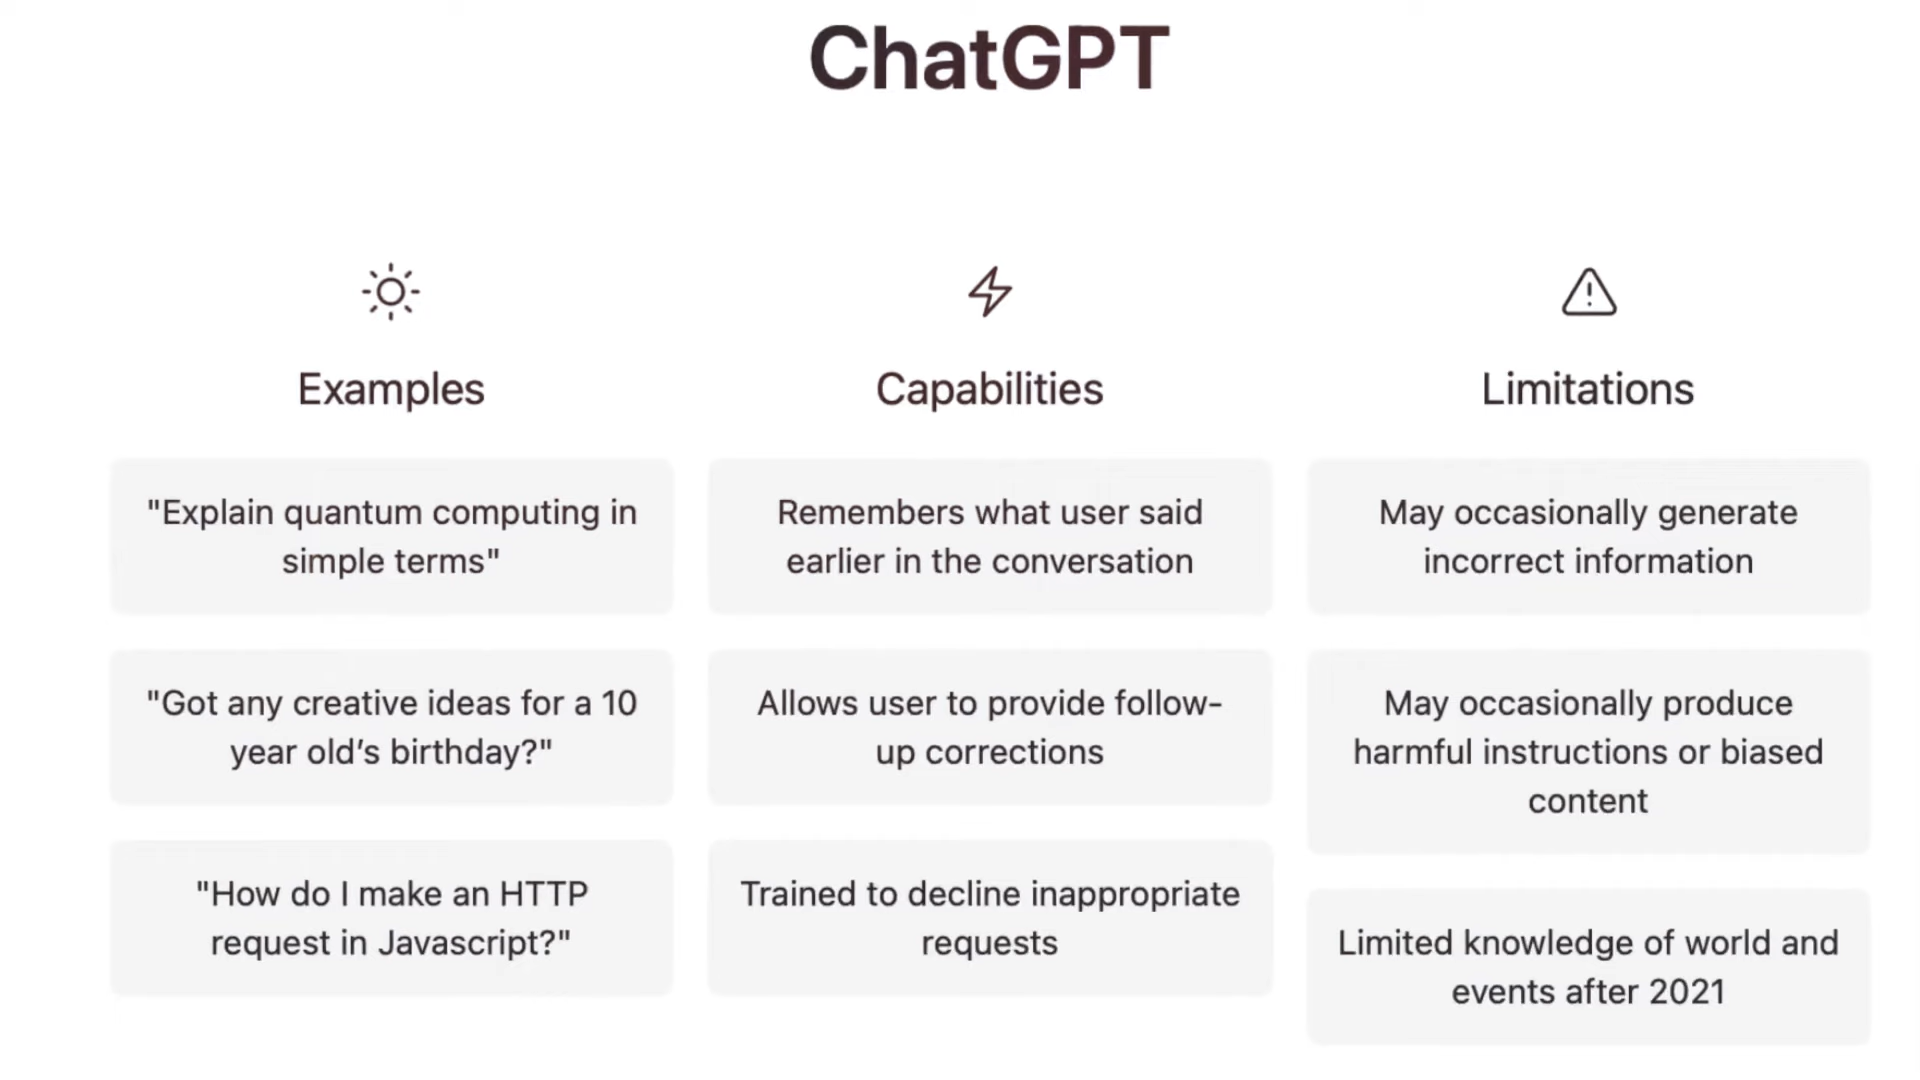 ChatGPT
Examples
"Explain quantum computing in
simple terms"
"Got any creative ideas for a 10
year old’s birthday?"
"How do I make an HTTP
request in Javascript?"
Capabilities
Remembers what user said
earlier in the conversation
Allows user to provide follow-
up corrections
Trained to decline inappropriate
requests
Limitations
May occasionally generate
incorrect information
May occasionally produce
harmful instructions or biased
content
Limited knowledge of world and
events after 2021